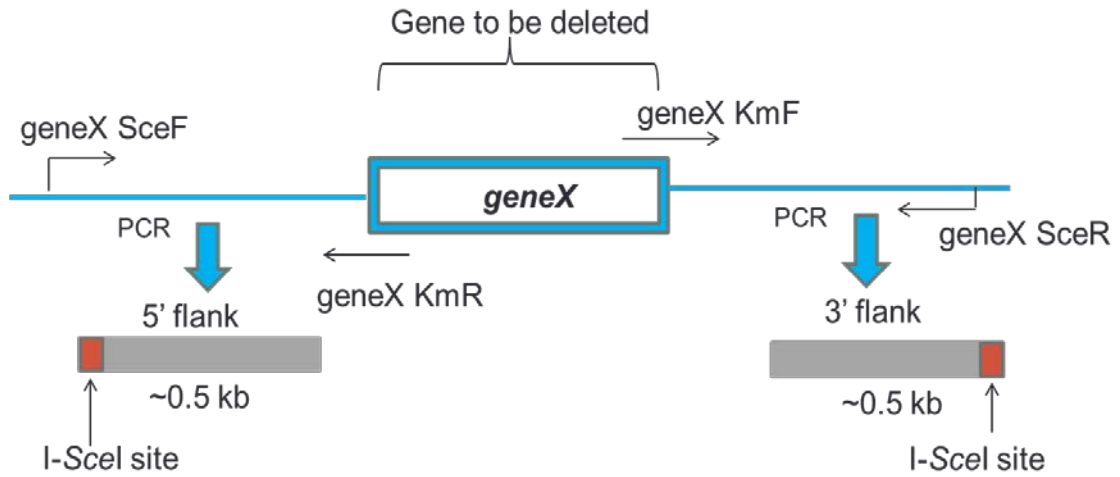 Gene to be deleted
geneX SceF
geneX KmF
geneX
PCR
PCR
geneX SceR
geneX KmR
5' flank
3' flank
~0.5 kb
~0.5 kb
I-SceI site
I-SceI site